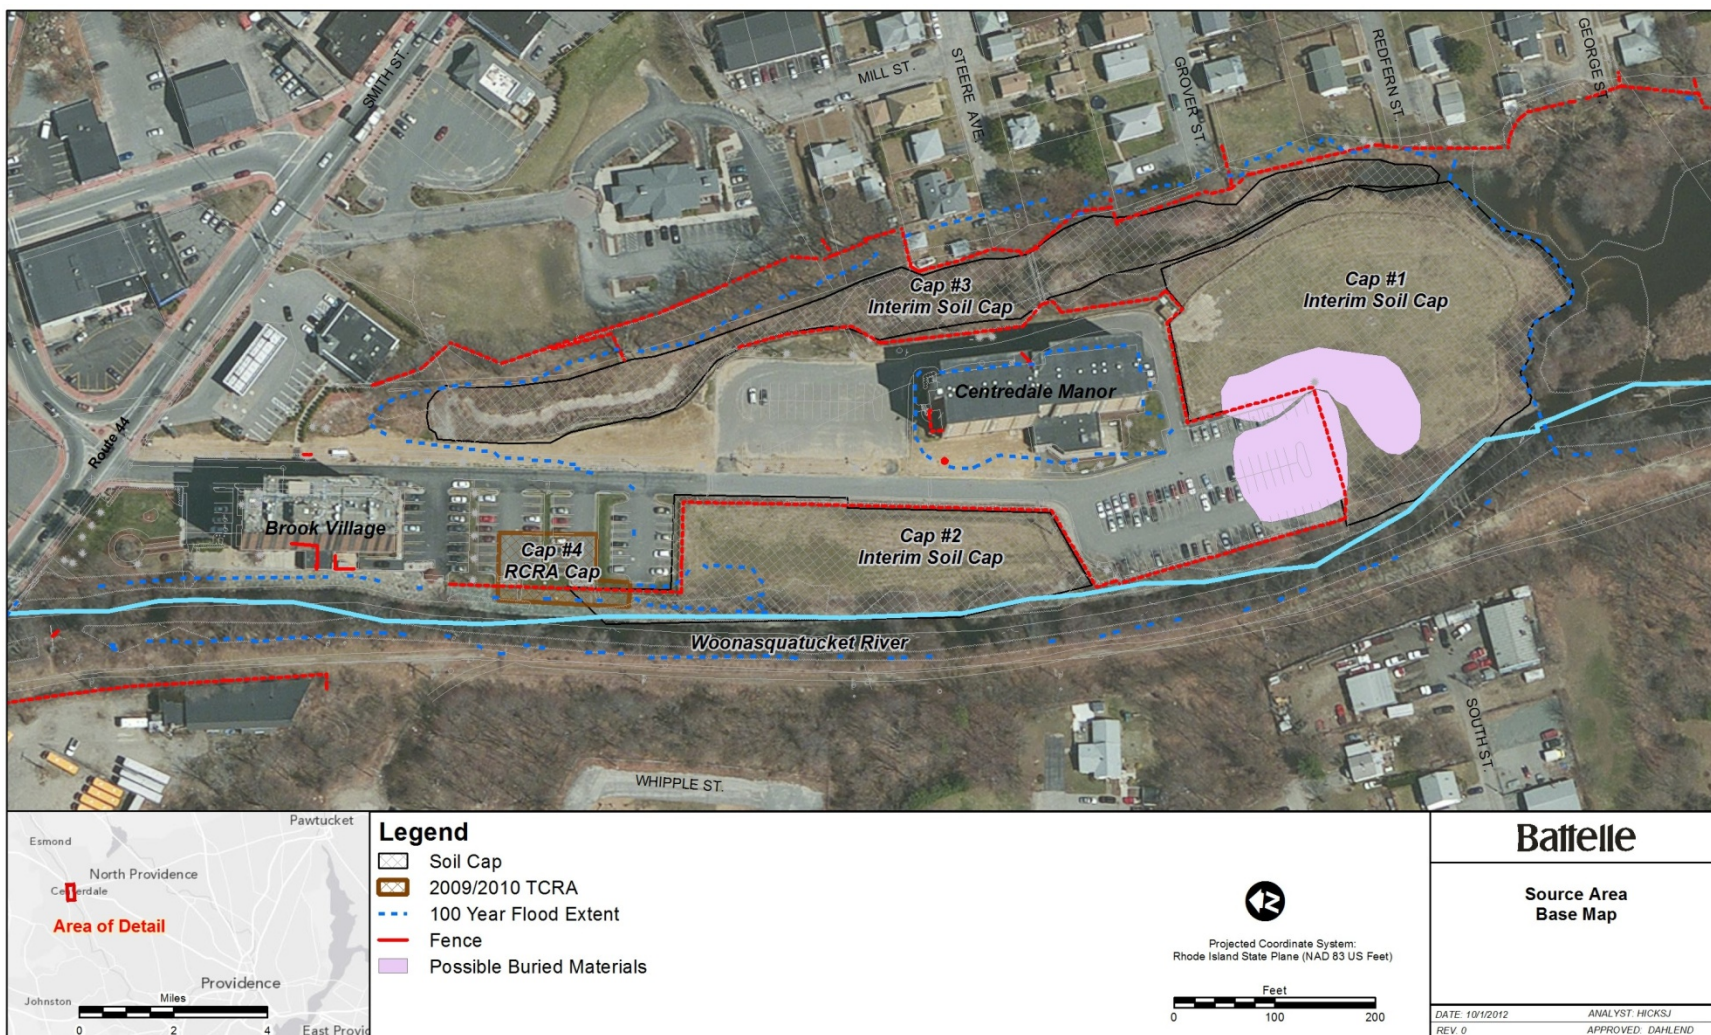 SMITH ST.
MILL ST.
STEERE AVE
GROVER ST.
REDFERN ST.
GEORGE ST
Cap #3
Interim Soil Cap
Cap #1
Interim Soil Cap
Centredale Manor
Route 44
Brook Village
Cap #4
RCRA Cap
Cap #2
Interim Soil Cap
Woonasquatucket River
WHIPPLE ST.
SOUTH ST.
Pawtucket
Esmond
North Providence
Area of Detail
Providence
Johnston
Miles
0 2 4
East Provid
Legend
Soil Cap
2009/2010 TCRA
100 Year Flood Extent
Fence
Possible Buried Materials
N
Projected Coordinate System:
Rhode Island State Plane (NAD 83 US Feet)
Feet
0 100 200
Battelle
Source Area
Base Map
DATE: 10/1/2012 ANALYST: HICKSJ
REV. 0 APPROVED: DAHLEND